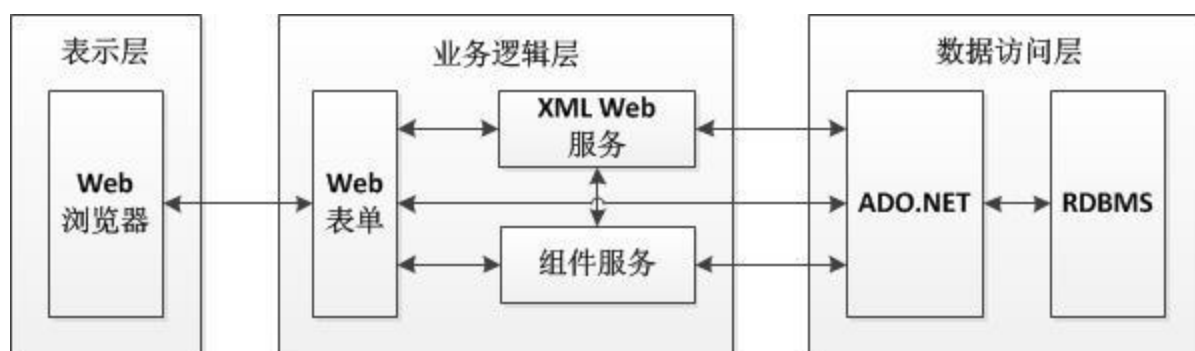 表示层
Web
浏览器
业务逻辑层
Web
表单
XML Web
服务
组件服务
数据访问层
ADO.NET
RDBMS